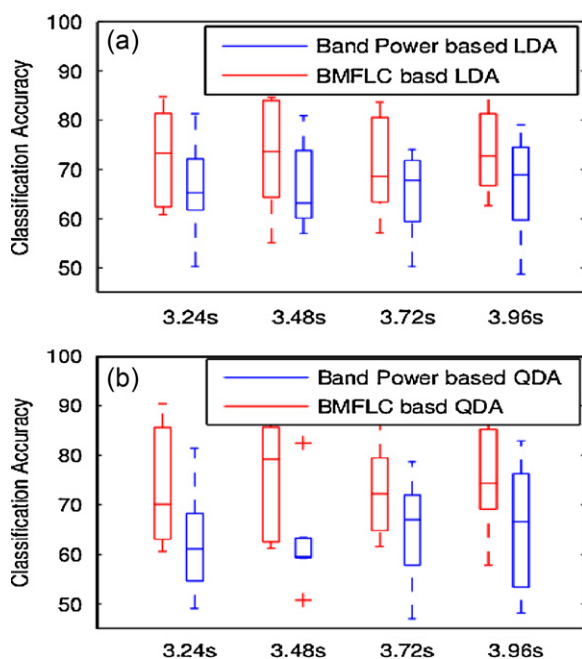 (a)
Band Power based LDA
BMFLC basd LDA
Classification Accuracy
100
90
80
70
60
50
3.24s 3.48s 3.72s 3.96s
(b)
Band Power based QDA
BMFLC basd QDA
Classification Accuracy
100
90
80
70
60
50
3.24s 3.48s 3.72s 3.96s